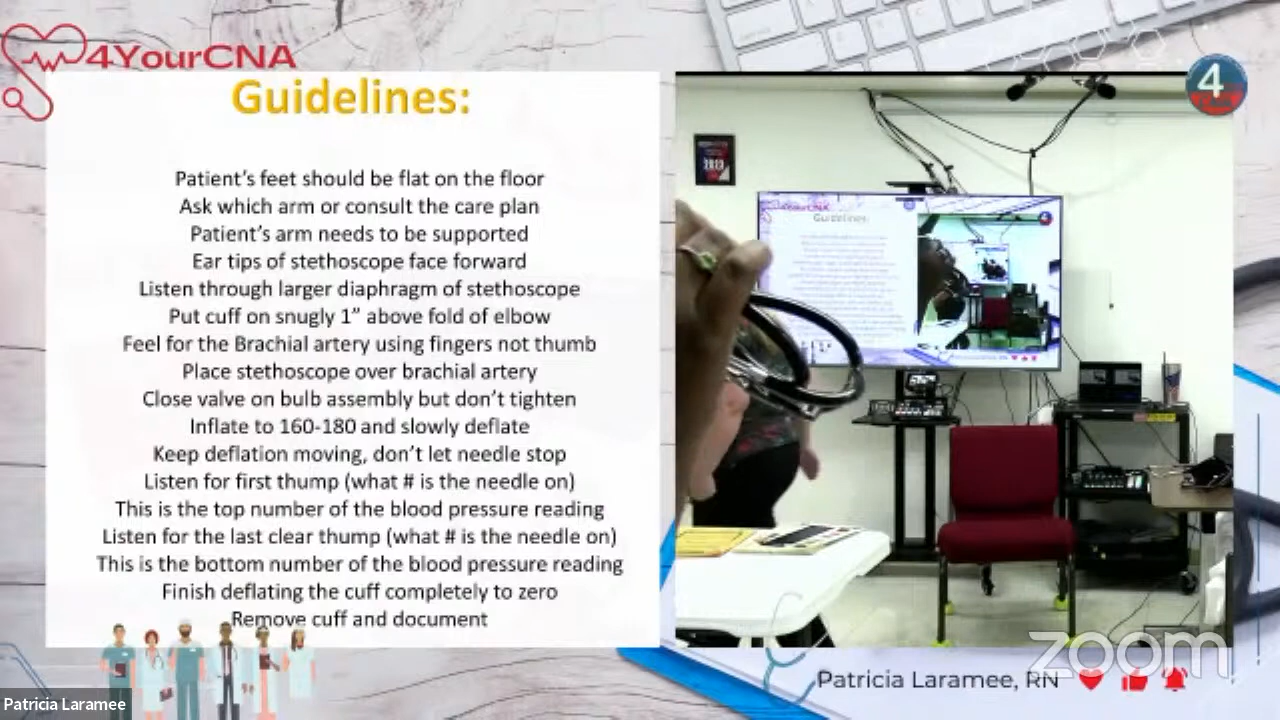 4YourCNA
Guidelines:
Patient's feet should be flat on the floor
Ask which arm or consult the care plan
Patient's arm needs to be supported
Ear tips of stethoscope face forward
Listen through larger diaphragm of stethoscope
Put cuff on snugly 1” above fold of elbow
Feel for the Brachial artery using fingers not thumb
Place stethoscope over brachial artery
Close valve on bulb assembly but don't tighten
Inflate to 160-180 and slowly deflate
Keep deflation moving, don't let needle stop
Listen for first thump (what # is the needle on)
This is the top number of the blood pressure reading
Listen for the last clear thump (what # is the needle on)
This is the bottom number of the blood pressure reading
Finish deflating the cuff completely to zero
Remove cuff and document
4
2023
4YourCNA
Guidelines:
Patricia Laramee, RN
zoom
Patricia Laramee